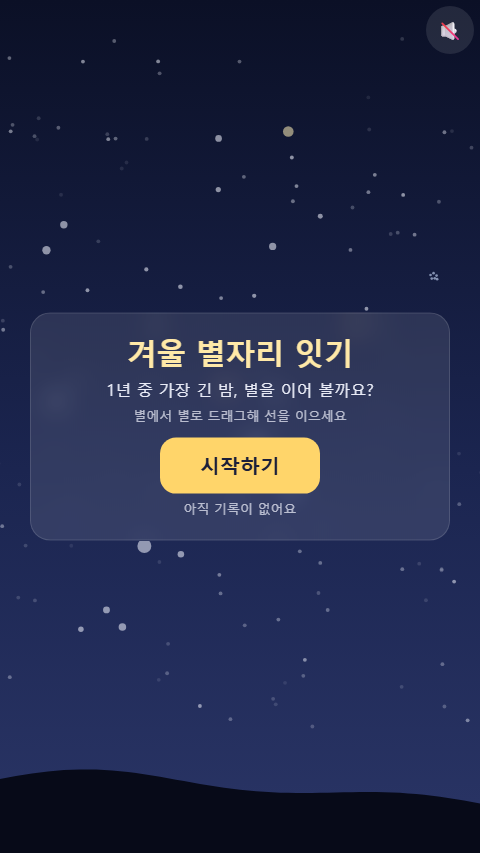 겨울 별자리 잇기
1년 중 가장 긴 밤, 별을 이어 볼까요?
별에서 별로 드래그해 선을 이으세요
시작하기
아직 기록이 없어요